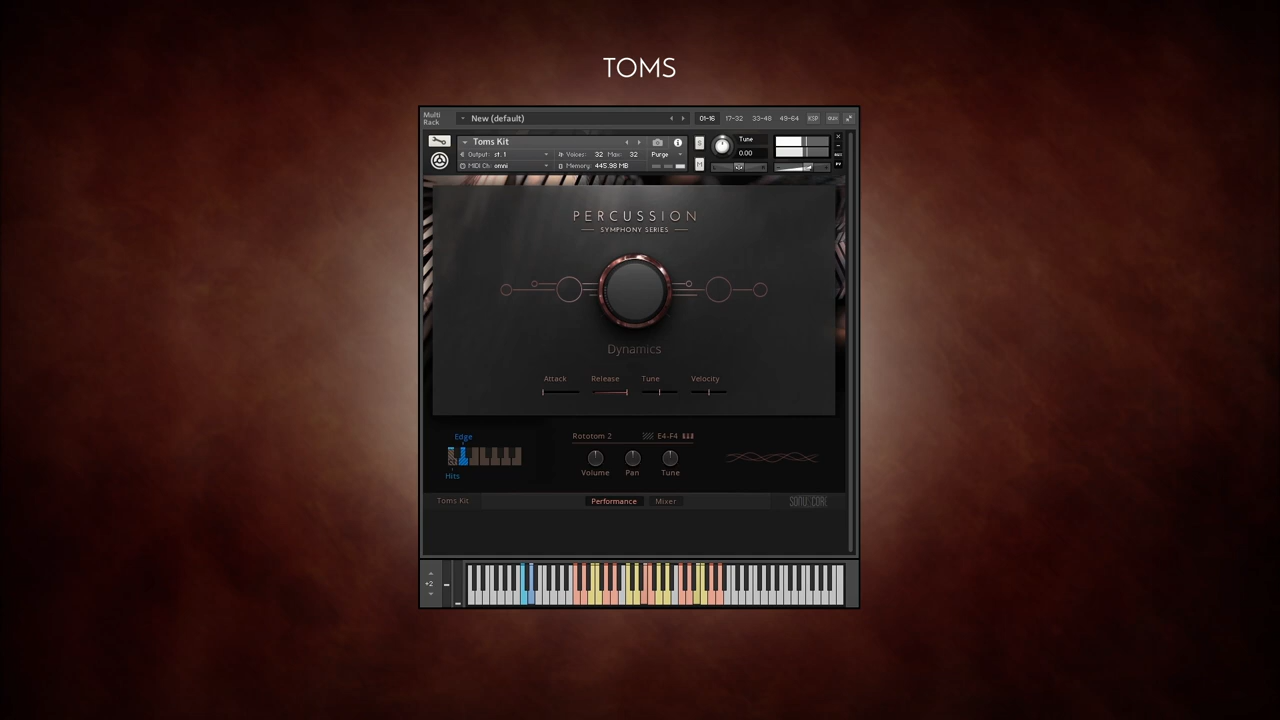 TOMS
Multi Rack New (default) 01-16 17-32 33-48 49-64 KSP
Toms Kit
S Tune
Output: st. 1 Voices: 32 Max: 32 Purge 0.00
MIDI Ch: omni Memory: 445.98 MB M
AUX
PV
PERCUSSION
SYMPHONY SERIES
Dynamics
Attack Release Tune Velocity
Edge Rototom 2 E4-F4
Hits Volume Pan Tune
Toms Kit Performance Mixer
+2